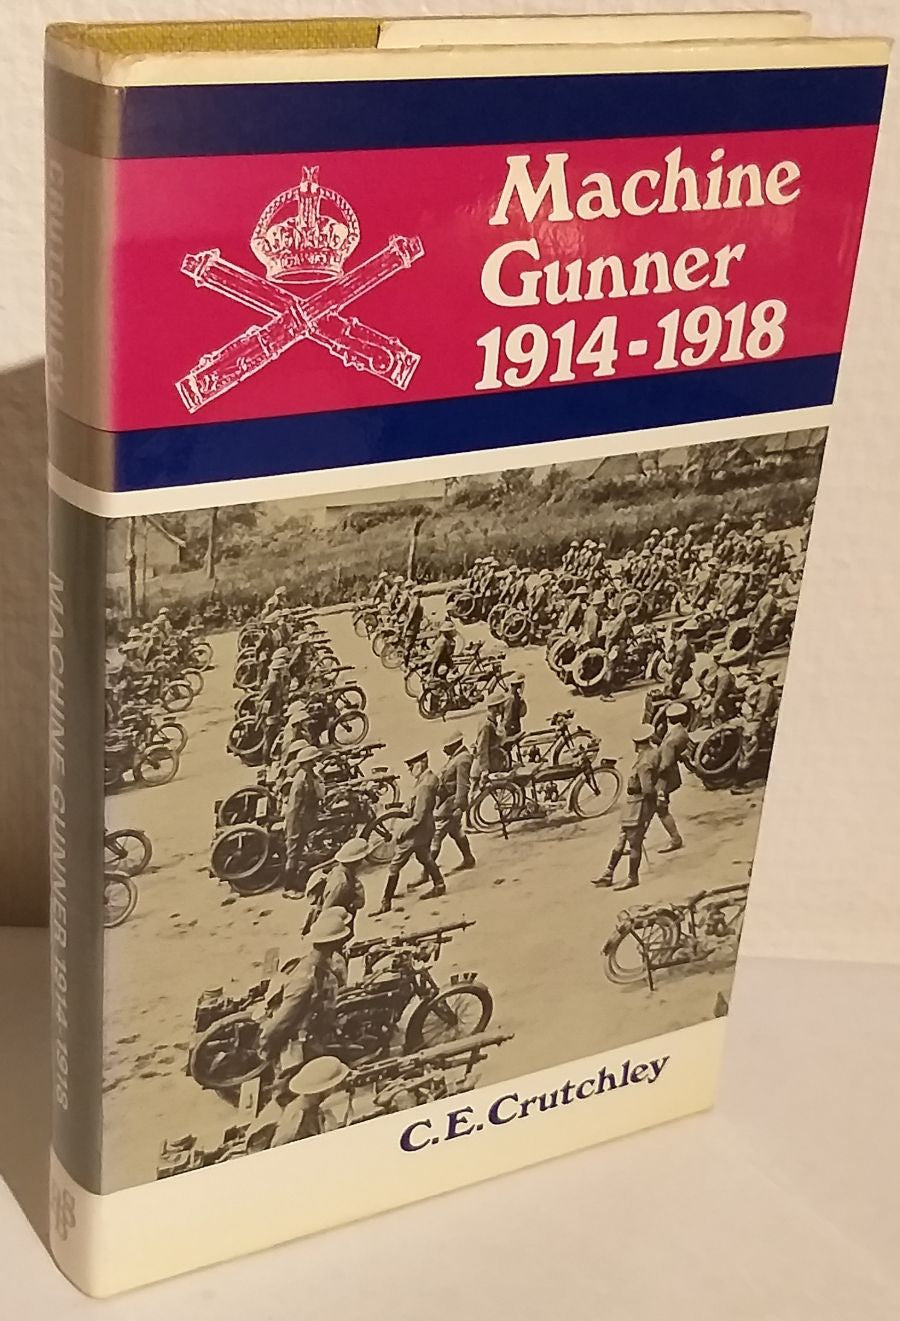 Machine
Gunner
1914-1918
C.E.Crutchley
CRUTCHLEY
MACHINE GUNNER 1914-1918